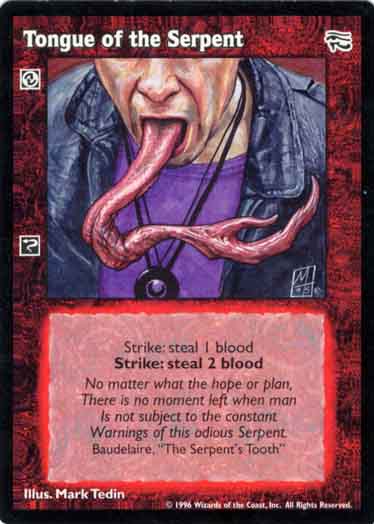 Tongue of the Serpent
M
95
Strike: steal 1 blood
Strike: steal 2 blood
No matter what the hope or plan,
There is no moment left when man
Is not subject to the constant
Warnings of this odious Serpent.
Baudelaire, "The Serpent's Tooth"
Illus. Mark Tedin
© 1996 Wizards of the Coast, Inc. All Rights Reserved.